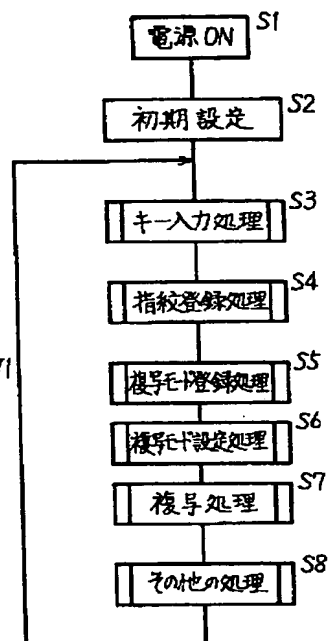 電源ON S1
初期設定 S2
キー入力処理 S3
指紋登録処理 S4
複写モード登録処理 S5
複写モード設定処理 S6
複写処理 S7
その他の処理 S8